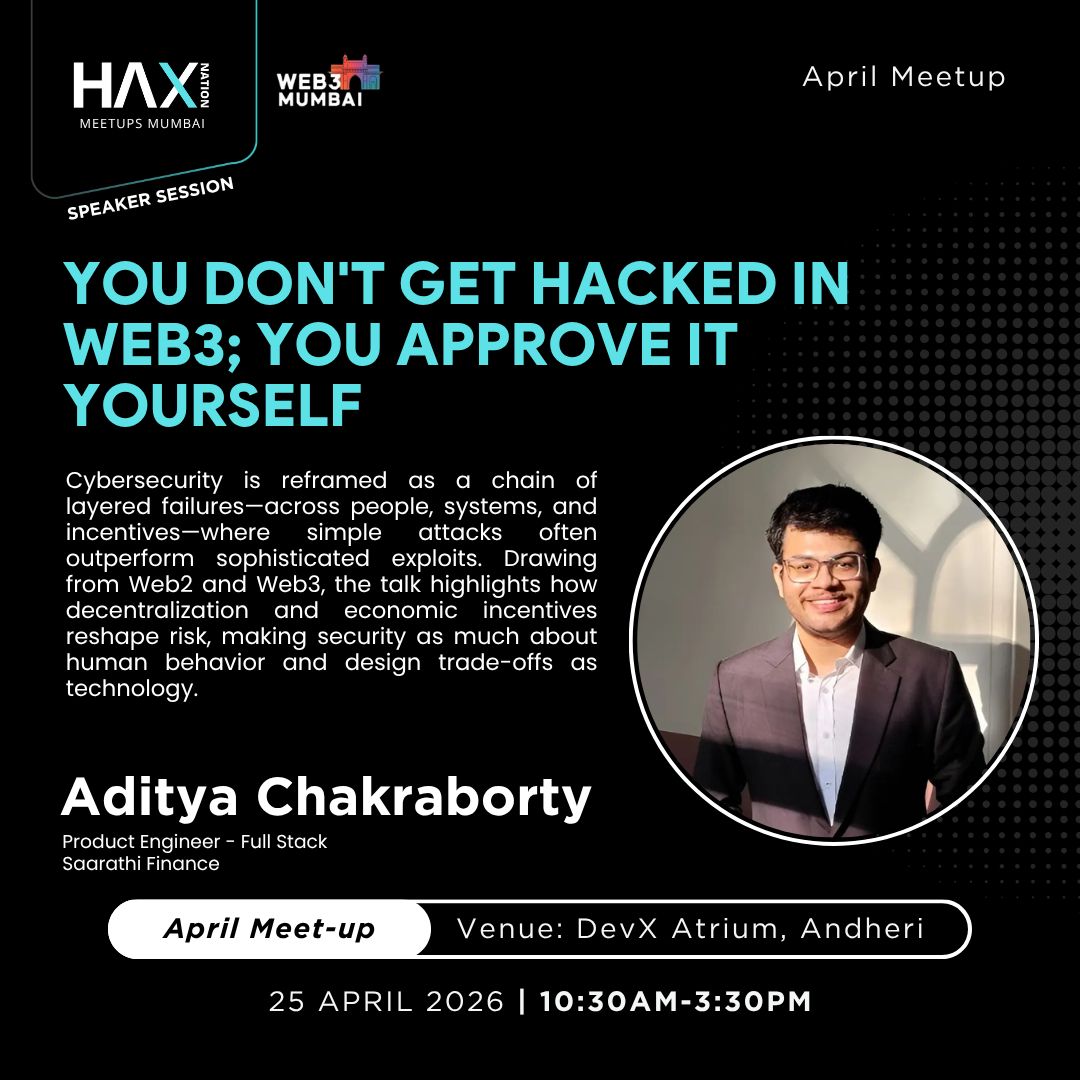 HAX NATION
MEETUPS MUMBAI
WEB3
MUMBAI
April Meetup
SPEAKER SESSION
YOU DON'T GET HACKED IN
WEB3; YOU APPROVE IT
YOURSELF
Cybersecurity is reframed as a chain of
layered failures—across people, systems, and
incentives—where simple attacks often
outperform sophisticated exploits. Drawing
from Web2 and Web3, the talk highlights how
decentralization and economic incentives
reshape risk, making security as much about
human behavior and design trade-offs as
technology.
Aditya Chakraborty
Product Engineer - Full Stack
Saarathi Finance
April Meet-up Venue: DevX Atrium, Andheri
25 APRIL 2026 | 10:30AM-3:30PM